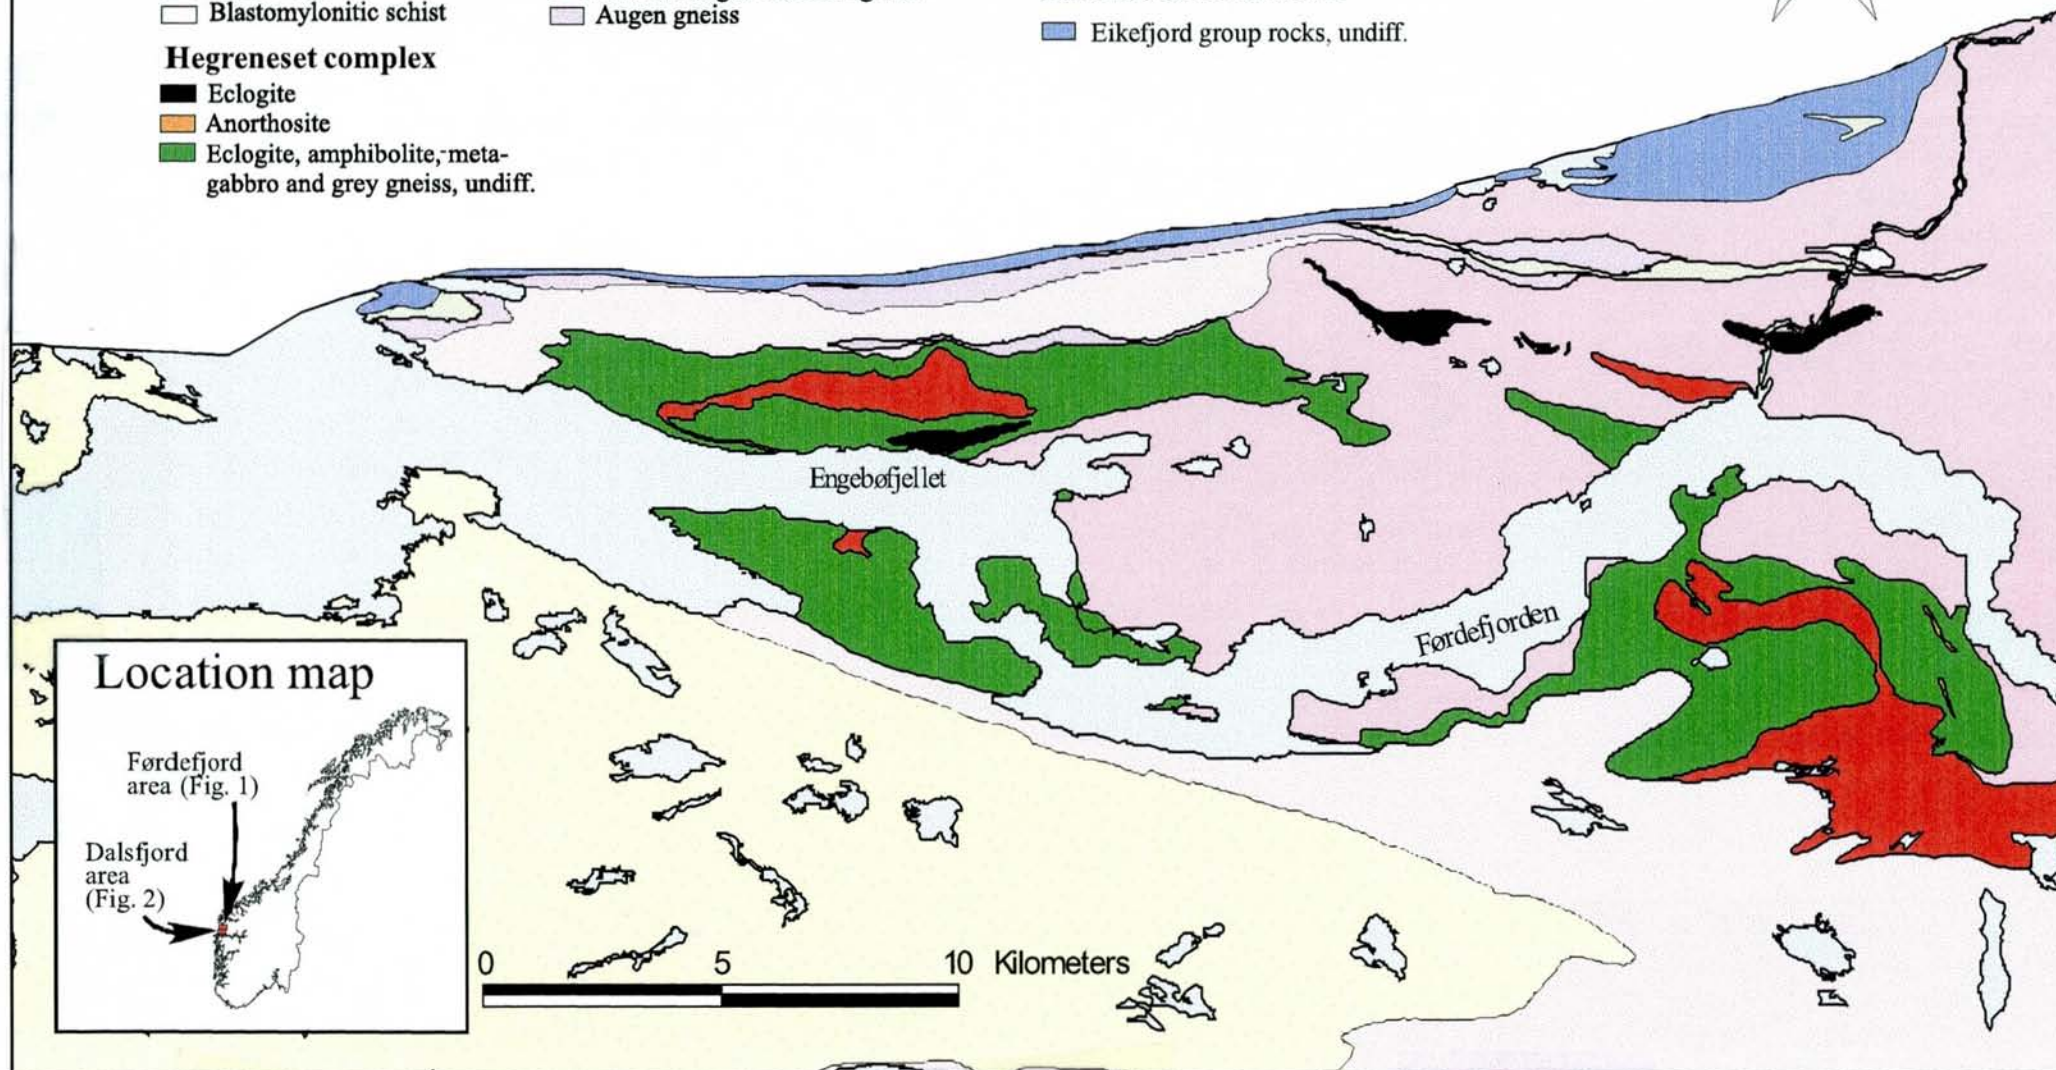 Blastomylonitic schist
Augen gneiss
Eikefjord group rocks, undiff.
Hegreneset complex
Eclogite
Anorthosite
Eclogite, amphibolite, meta-
gabbro and grey gneiss, undiff.
Engebøfjellet
Førdefjorden
Location map
Førdefjord
area (Fig. 1)
Dalsfjord
area
(Fig. 2)
0 5 10 Kilometers